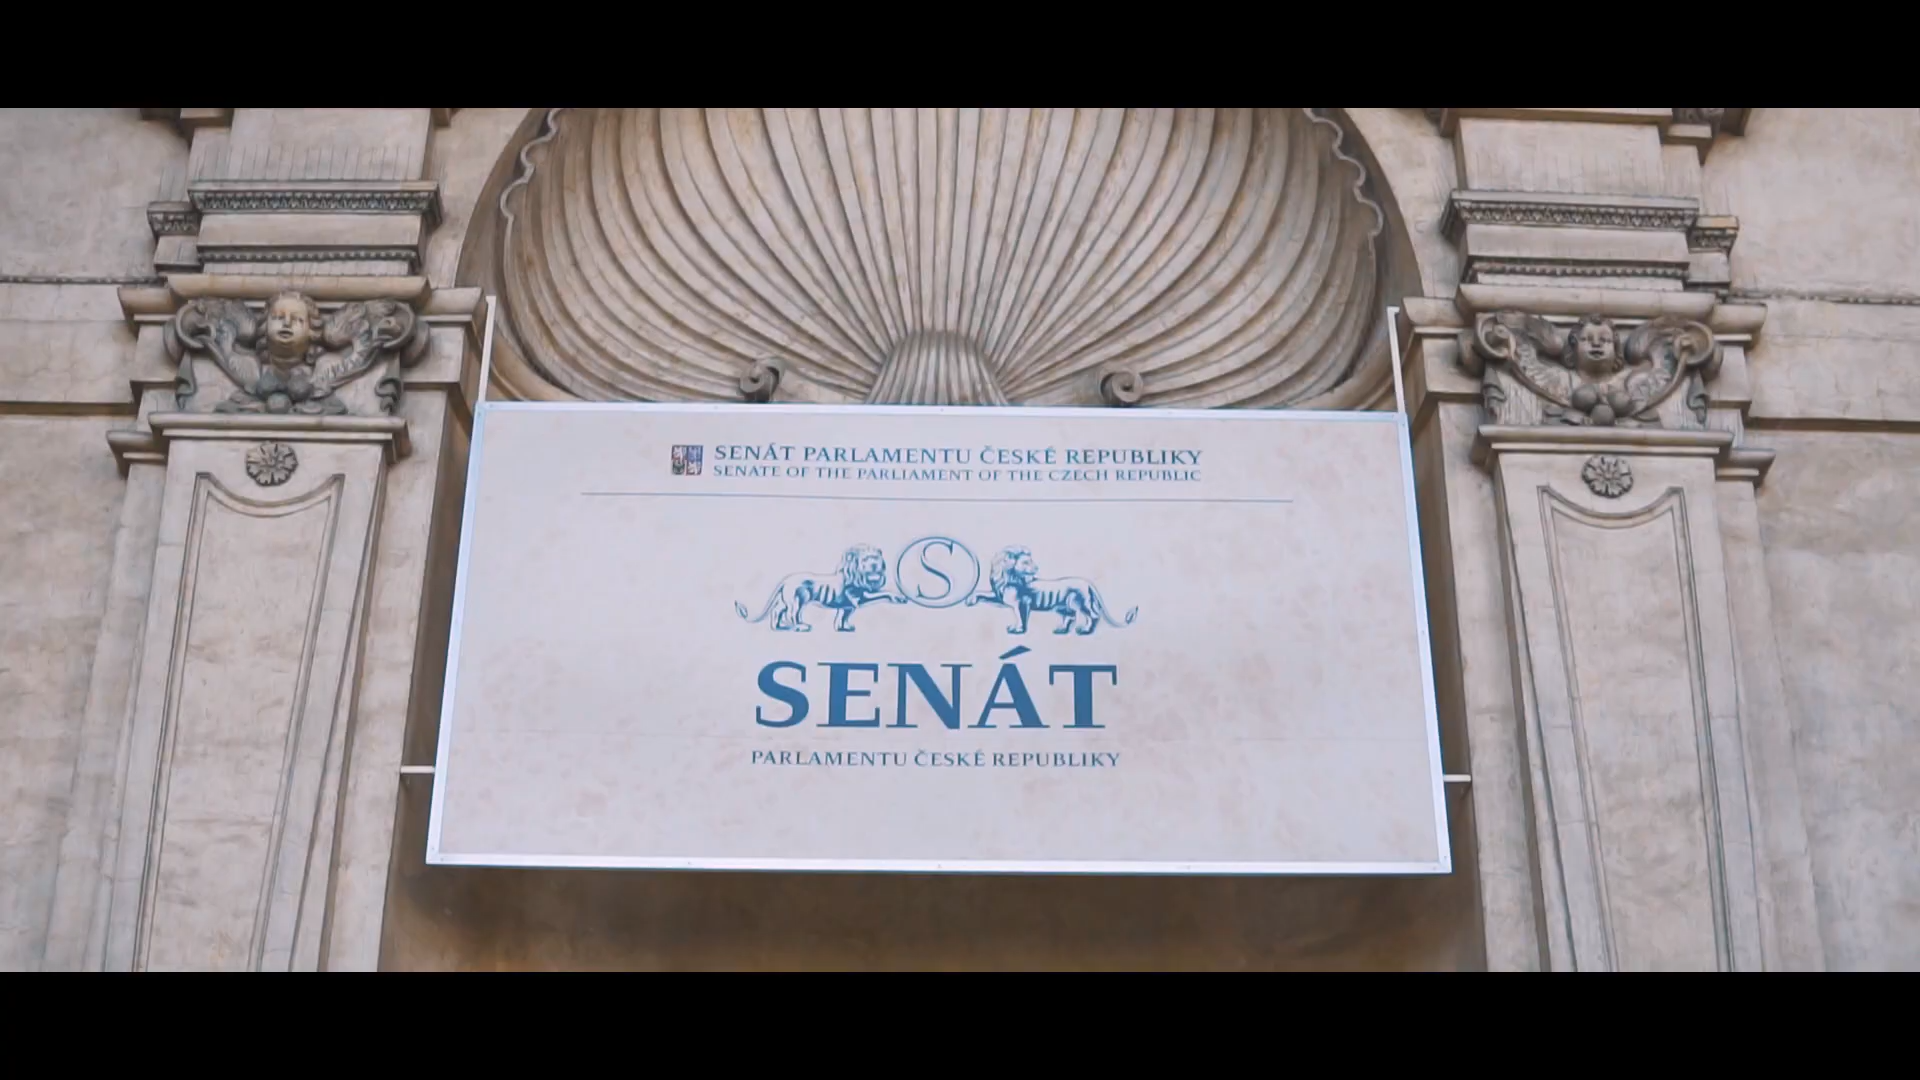 SENÁT PARLAMENTU ČESKÉ REPUBLIKY
SENATE OF THE PARLIAMENT OF THE CZECH REPUBLIC
S
SENÁT
PARLAMENTU ČESKÉ REPUBLIKY